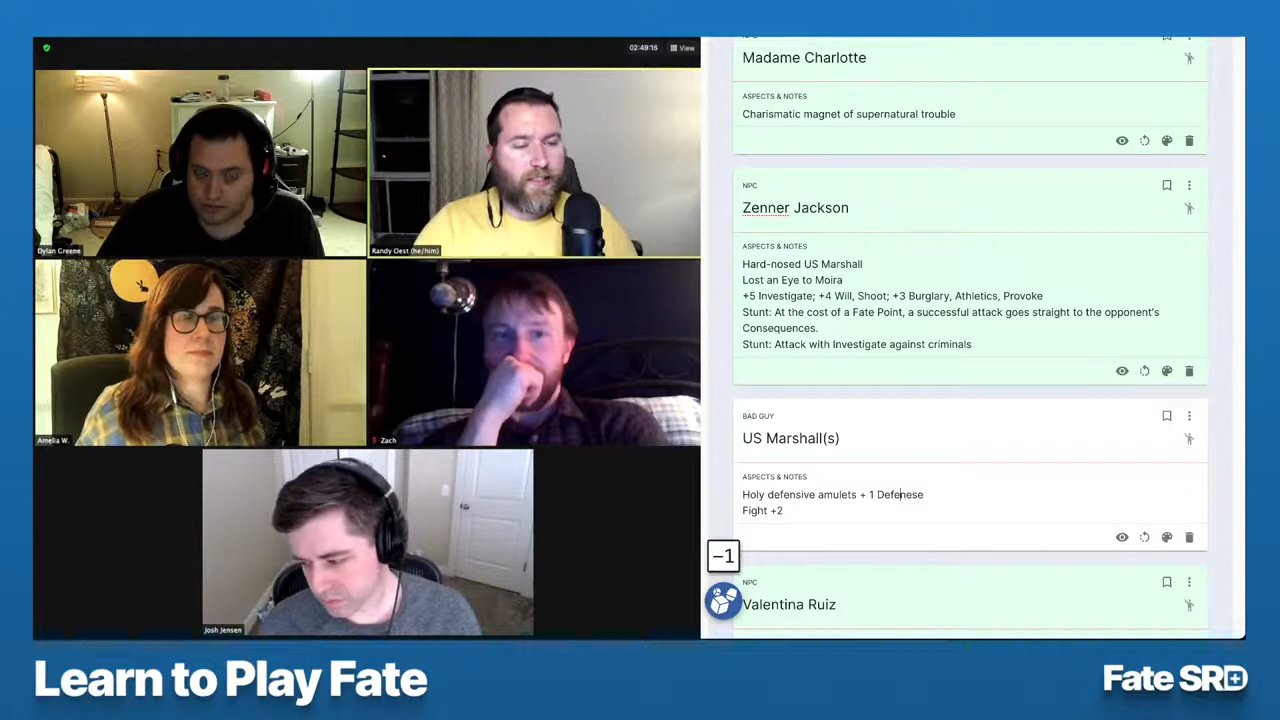 02:49:16
View
Dylan Greene
Randy Oest (he/him)
Amelia W.
Zach
Josh Jensen
Madame Charlotte
ASPECTS & NOTES
Charismatic magnet of supernatural trouble
NPC
Zenner Jackson
ASPECTS & NOTES
Hard-nosed US Marshall
Lost an Eye to Moira
+5 Investigate; +4 Will, Shoot; +3 Burglary, Athletics, Provoke
Stunt: At the cost of a Fate Point, a successful attack goes straight to the opponent's
Consequences.
Stunt: Attack with Investigate against criminals
BAD GUY
US Marshall(s)
ASPECTS & NOTES
Holy defensive amulets + 1 Defenese
Fight +2
−1
NPC
Valentina Ruiz
Learn to Play Fate
Fate SRD